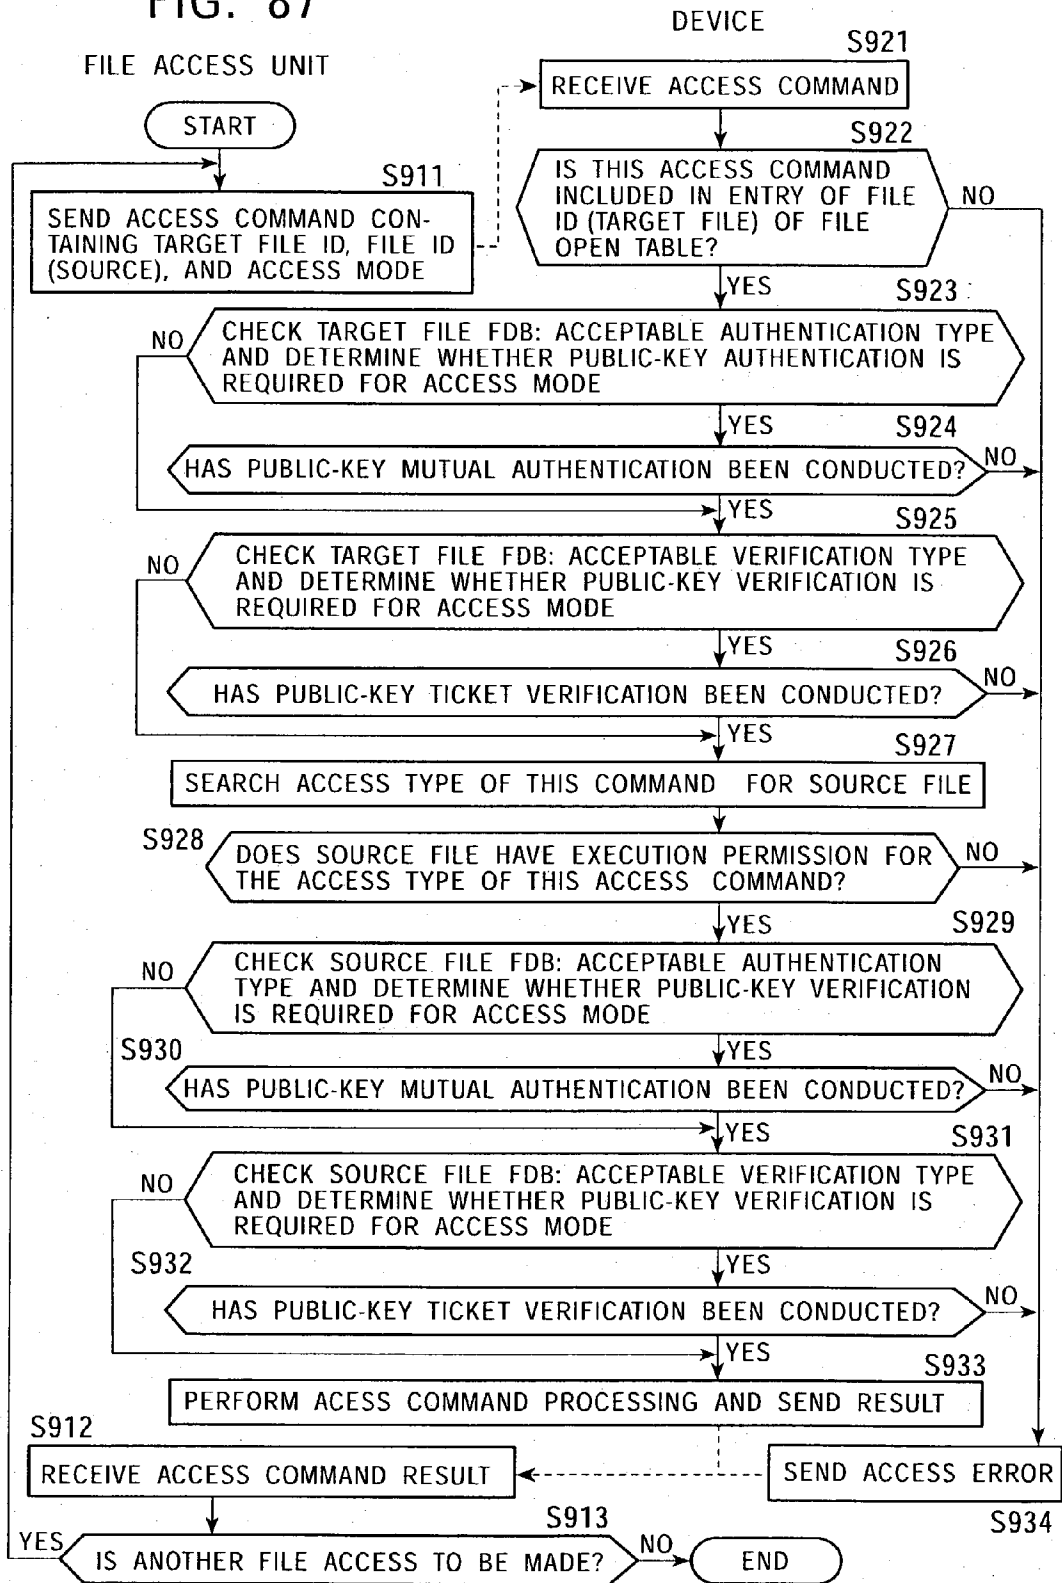 FIG. 87
DEVICE
FILE ACCESS UNIT
S921
RECEIVE ACCESS COMMAND
START
S922
IS THIS ACCESS COMMAND
INCLUDED IN ENTRY OF FILE
ID (TARGET FILE) OF FILE
OPEN TABLE?
NO
S911
SEND ACCESS COMMAND CON-
TAINING TARGET FILE ID, FILE ID
(SOURCE), AND ACCESS MODE
YES
S923
NO
CHECK TARGET FILE FDB: ACCEPTABLE AUTHENTICATION TYPE
AND DETERMINE WHETHER PUBLIC-KEY AUTHENTICATION IS
REQUIRED FOR ACCESS MODE
YES
S924
HAS PUBLIC-KEY MUTUAL AUTHENTICATION BEEN CONDUCTED?
NO
YES
S925
NO
CHECK TARGET FILE FDB: ACCEPTABLE VERIFICATION TYPE
AND DETERMINE WHETHER PUBLIC-KEY VERIFICATION IS
REQUIRED FOR ACCESS MODE
YES
S926
HAS PUBLIC-KEY TICKET VERIFICATION BEEN CONDUCTED?
NO
YES
S927
SEARCH ACCESS TYPE OF THIS COMMAND FOR SOURCE FILE
S928
DOES SOURCE FILE HAVE EXECUTION PERMISSION FOR
THE ACCESS TYPE OF THIS ACCESS COMMAND?
NO
YES
S929
NO
CHECK SOURCE FILE FDB: ACCEPTABLE AUTHENTICATION
TYPE AND DETERMINE WHETHER PUBLIC-KEY VERIFICATION
IS REQUIRED FOR ACCESS MODE
YES
S930
HAS PUBLIC-KEY MUTUAL AUTHENTICATION BEEN CONDUCTED?
NO
YES
S931
NO
CHECK SOURCE FILE FDB: ACCEPTABLE VERIFICATION TYPE
AND DETERMINE WHETHER PUBLIC-KEY VERIFICATION IS
REQUIRED FOR ACCESS MODE
YES
S932
HAS PUBLIC-KEY TICKET VERIFICATION BEEN CONDUCTED?
NO
YES
S933
PERFORM ACESS COMMAND PROCESSING AND SEND RESULT
S912
RECEIVE ACCESS COMMAND RESULT
SEND ACCESS ERROR
S934
S913
YES
IS ANOTHER FILE ACCESS TO BE MADE?
NO
END